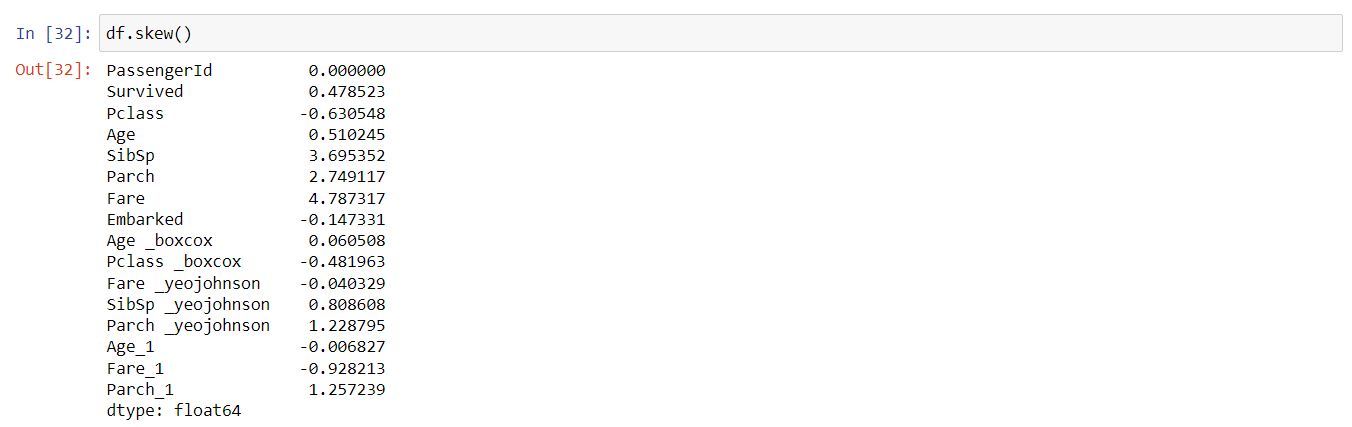 In [32]: df.skew()
Out[32]: PassengerId 0.000000
Survived 0.478523
Pclass -0.630548
Age 0.510245
SibSp 3.695352
Parch 2.749117
Fare 4.787317
Embarked -0.147331
Age _boxcox 0.060508
Pclass _boxcox -0.481963
Fare _yeojohnson -0.040329
SibSp _yeojohnson 0.808608
Parch _yeojohnson 1.228795
Age_1 -0.006827
Fare_1 -0.928213
Parch_1 1.257239
dtype: float64